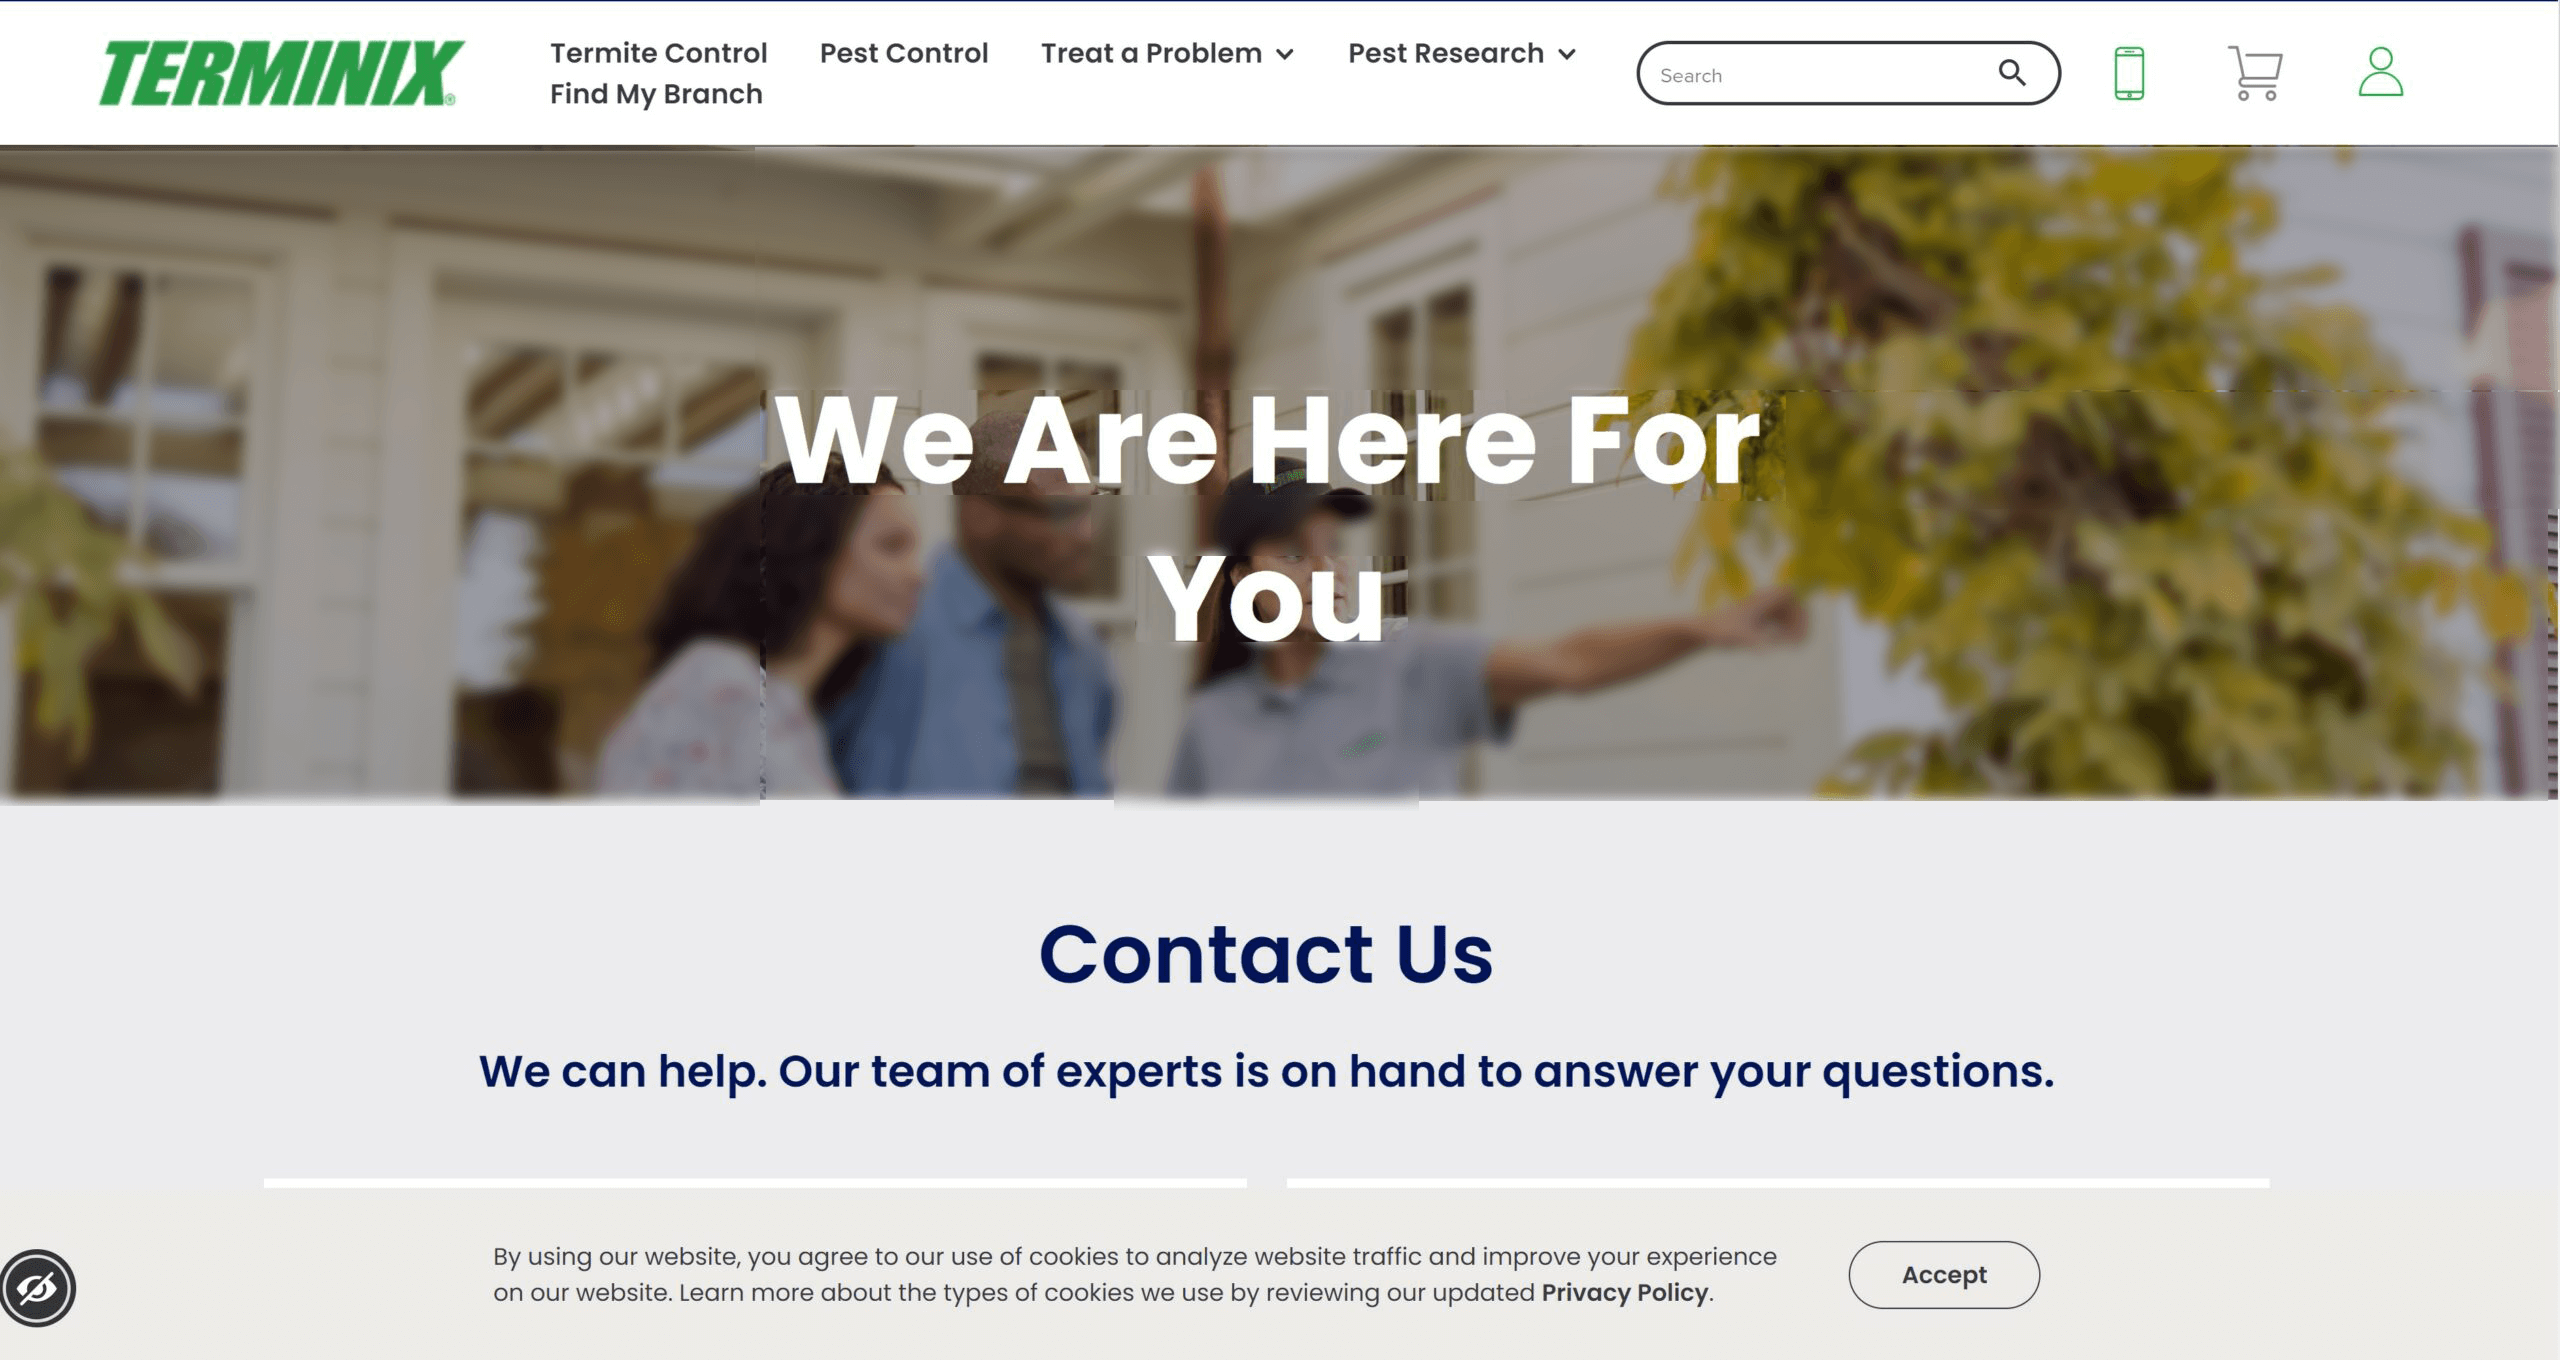 TERMINIX
Termite Control
Pest Control
Treat a Problem
Pest Research
Find My Branch
Search
We Are Here For
You
Contact Us
We can help. Our team of experts is on hand to answer your questions.
By using our website, you agree to our use of cookies to analyze website traffic and improve your experience
on our website. Learn more about the types of cookies we use by reviewing our updated Privacy Policy.
Accept